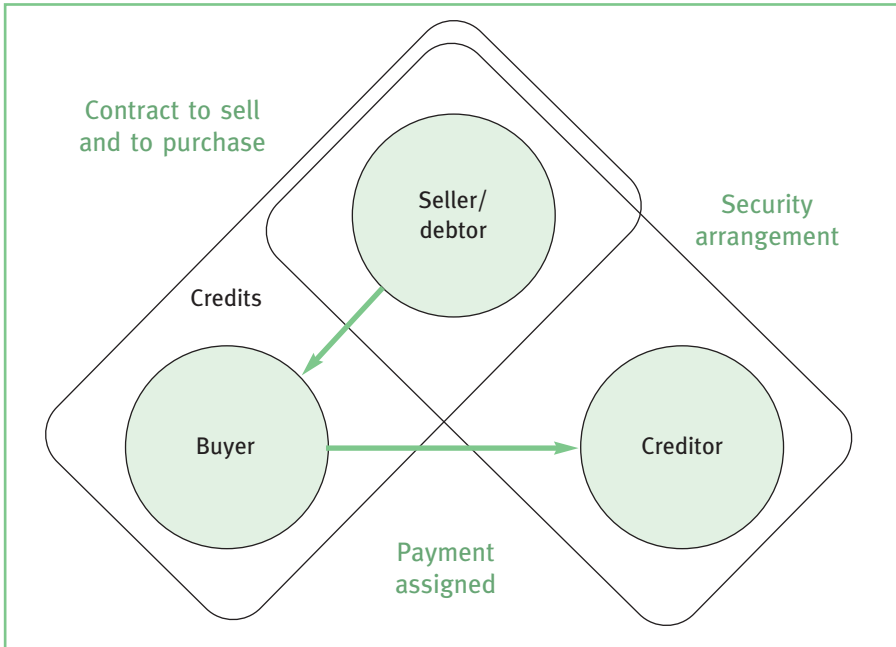 Contract to sell
and to purchase
Seller/
debtor
Security
arrangement
Credits
Buyer
Creditor
Payment
assigned